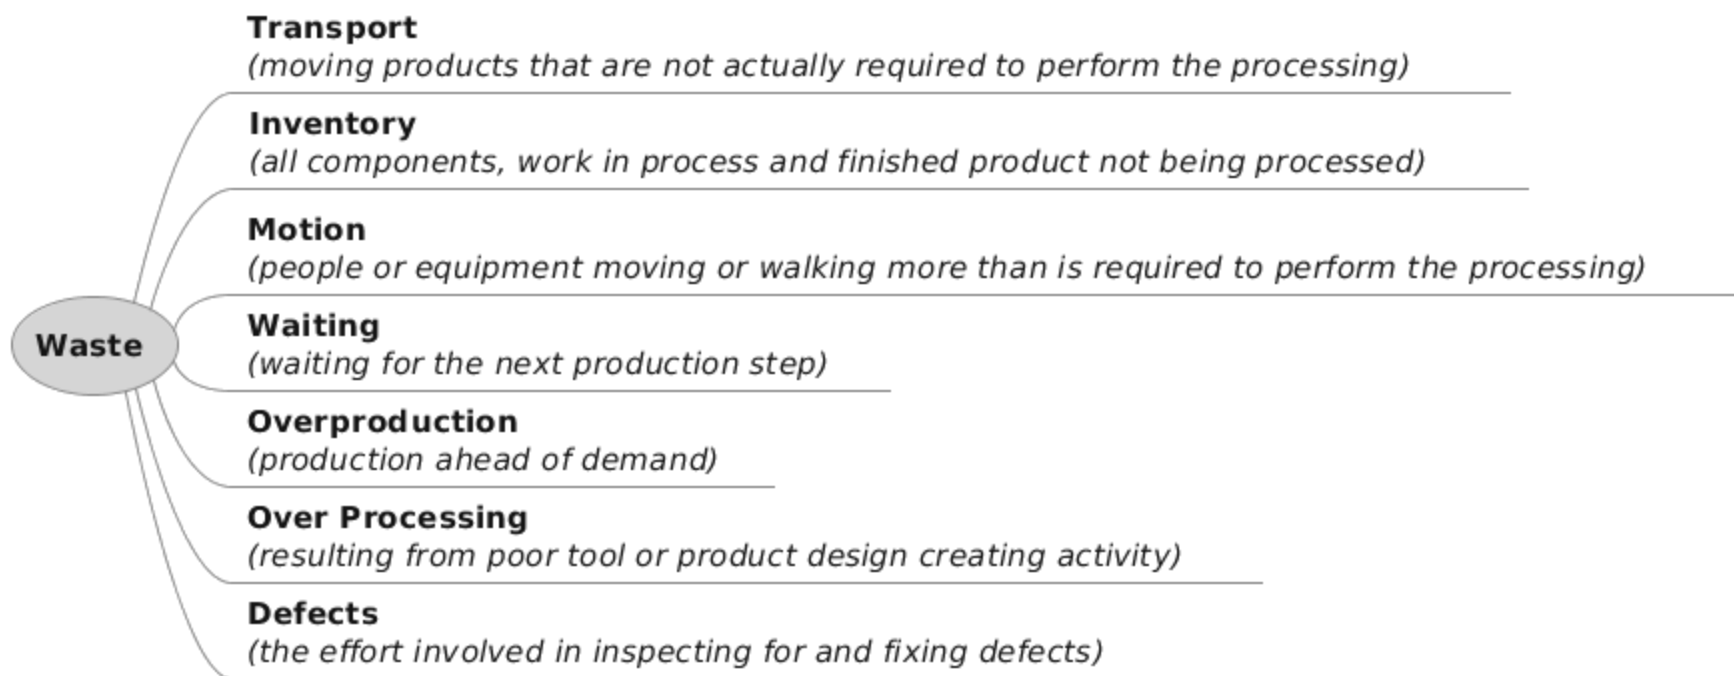 Transport
(moving products that are not actually required to perform the processing)
Inventory
(all components, work in process and finished product not being processed)
Motion
(people or equipment moving or walking more than is required to perform the processing)
Waste
Waiting
(waiting for the next production step)
Overproduction
(production ahead of demand)
Over Processing
(resulting from poor tool or product design creating activity)
Defects
(the effort involved in inspecting for and fixing defects)